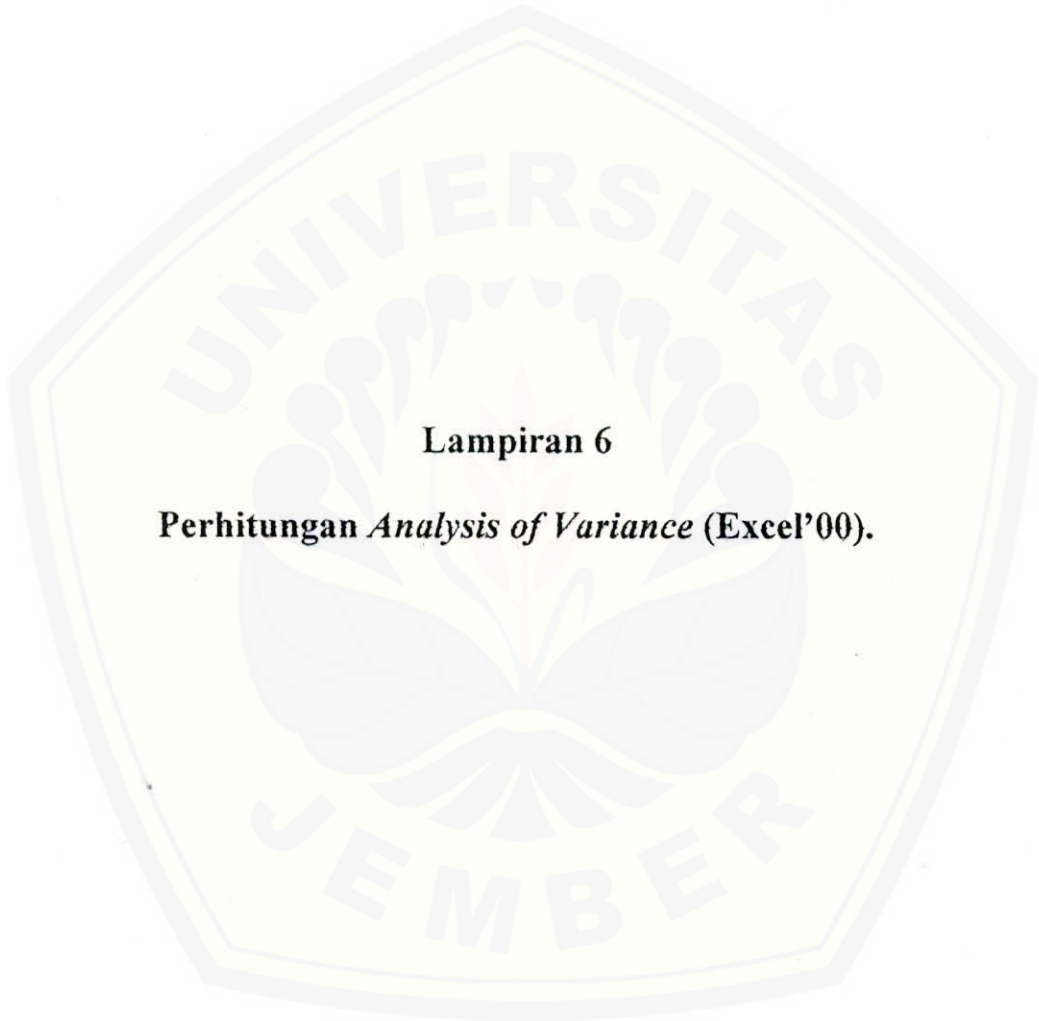 UNIVERSITAS
Lampiran 6
Perhitungan Analysis of Variance (Excel'00).
JEMBER